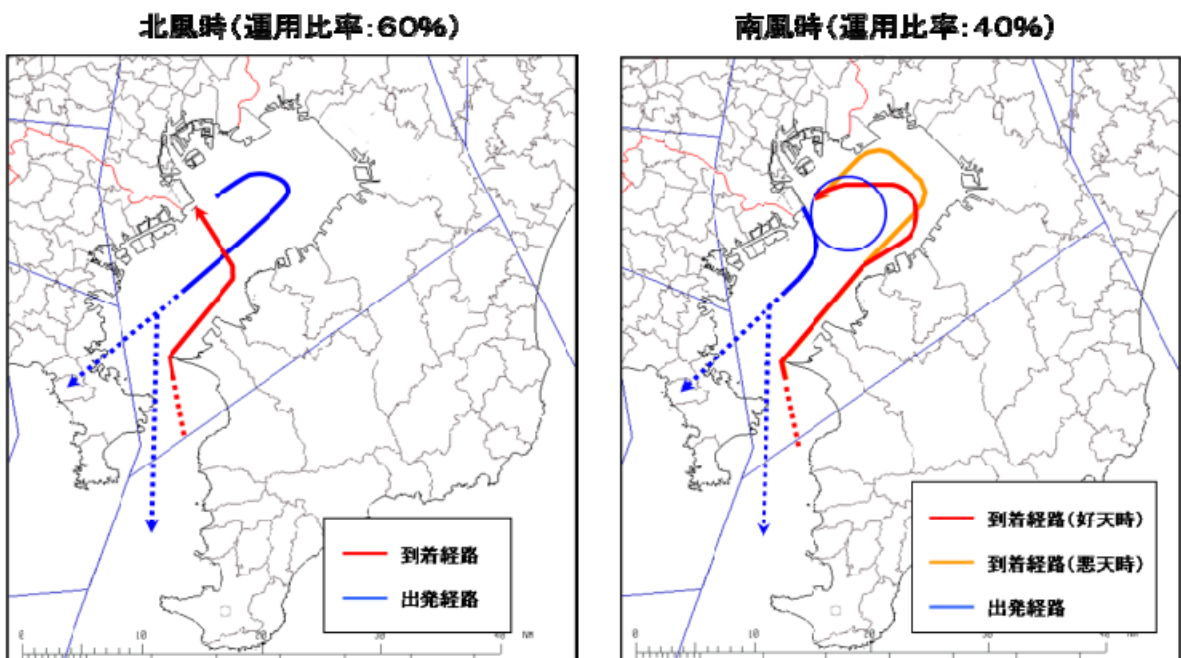 北風時(運用比率:60%)
南風時(運用比率:40%)
到着経路
出発経路
0 10 20 30 40 NM
到着経路(好天時)
到着経路(悪天時)
出発経路
0 10 20 30 40 NM